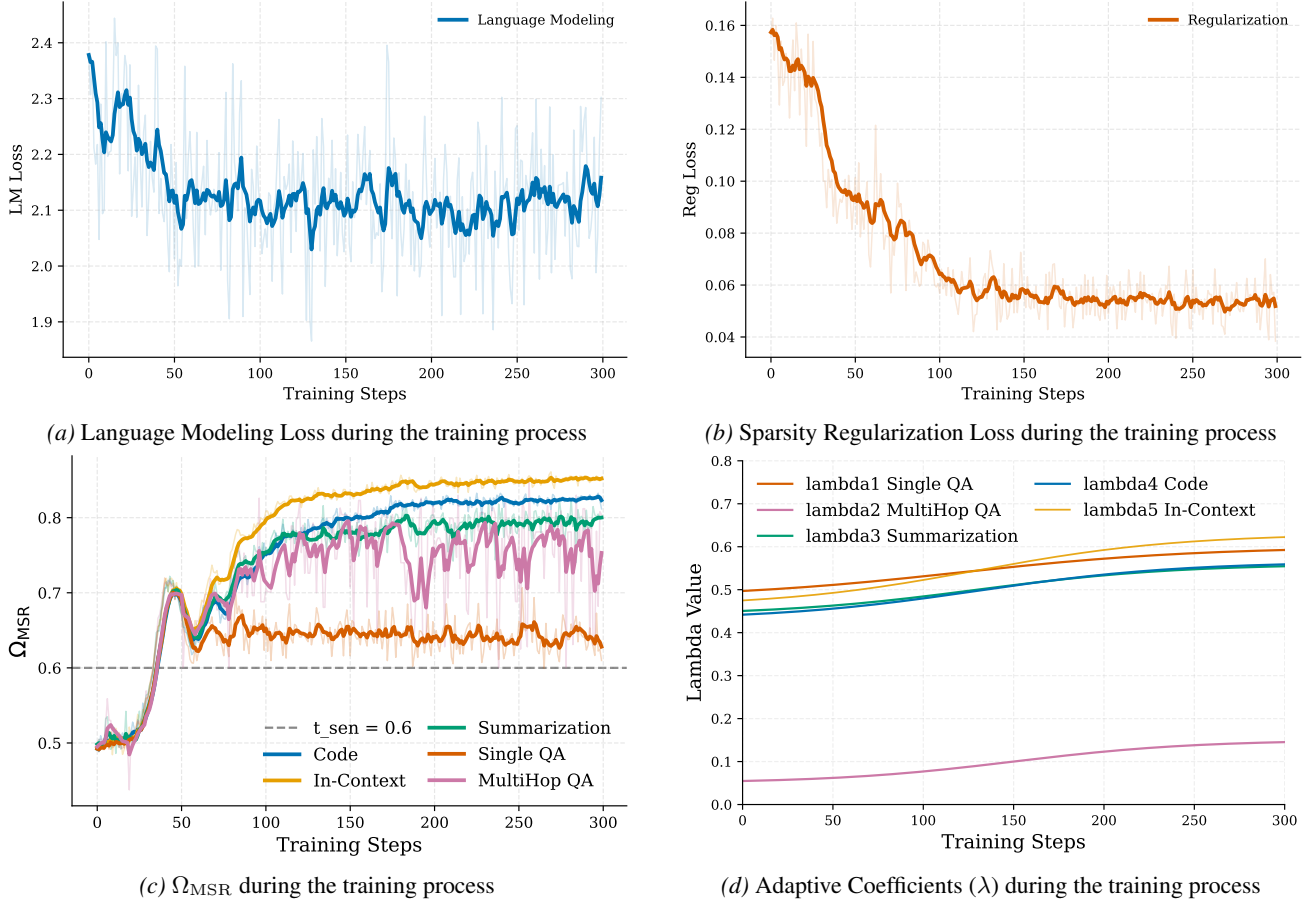 Language Modeling
2.4
2.3
2.2
2.1
2.0
1.9
LM Loss
0 50 100 150 200 250 300
Training Steps
(a) Language Modeling Loss during the training process
Regularization
0.16
0.14
0.12
0.10
0.08
0.06
0.04
Reg Loss
0 50 100 150 200 250 300
Training Steps
(b) Sparsity Regularization Loss during the training process
0.8
0.7
0.6
0.5
Ω_MSR
t_sen = 0.6
Code
In-Context
Summarization
Single QA
MultiHop QA
0 50 100 150 200 250 300
Training Steps
(c) Ω_MSR during the training process
0.8
0.7
0.6
0.5
0.4
0.3
0.2
0.1
0.0
Lambda Value
lambda1 Single QA
lambda2 MultiHop QA
lambda3 Summarization
lambda4 Code
lambda5 In-Context
0 50 100 150 200 250 300
Training Steps
(d) Adaptive Coefficients (λ) during the training process